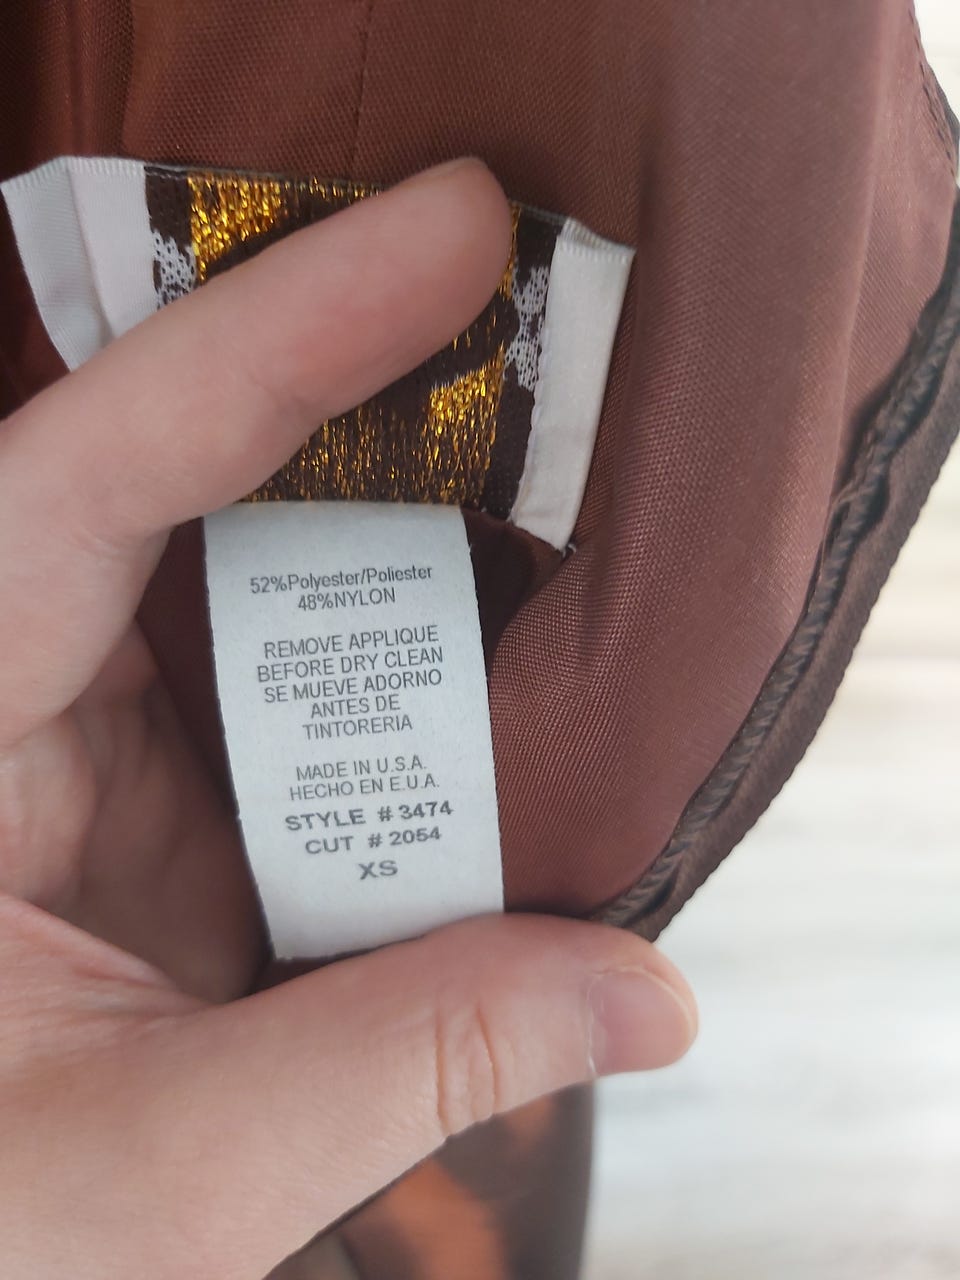 52%Polyester/Poliester
48%NYLON
REMOVE APPLIQUE
BEFORE DRY CLEAN
SE MUEVE ADORNO
ANTES DE
TINTORERIA
MADE IN U.S.A.
HECHO EN E.U.A.
STYLE # 3474
CUT # 2054
XS